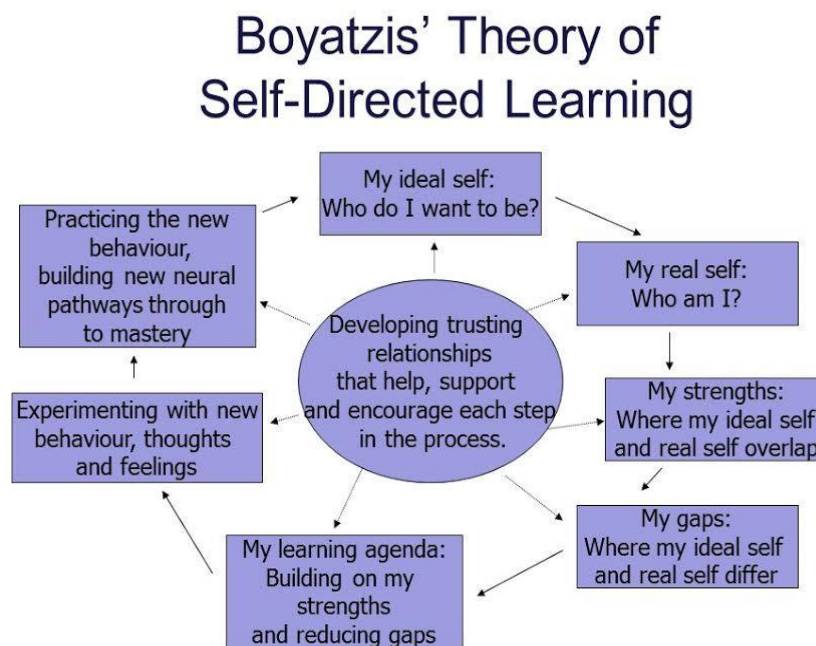 Boyatzis' Theory of
Self-Directed Learning
My ideal self:
Who do I want to be?
My real self:
Who am I?
My strengths:
Where my ideal self
and real self overlap
My gaps:
Where my ideal self
and real self differ
My learning agenda:
Building on my
strengths
and reducing gaps
Experimenting with new
behaviour, thoughts
and feelings
Practicing the new
behaviour,
building new neural
pathways through
to mastery
Developing trusting
relationships
that help, support
and encourage each step
in the process.